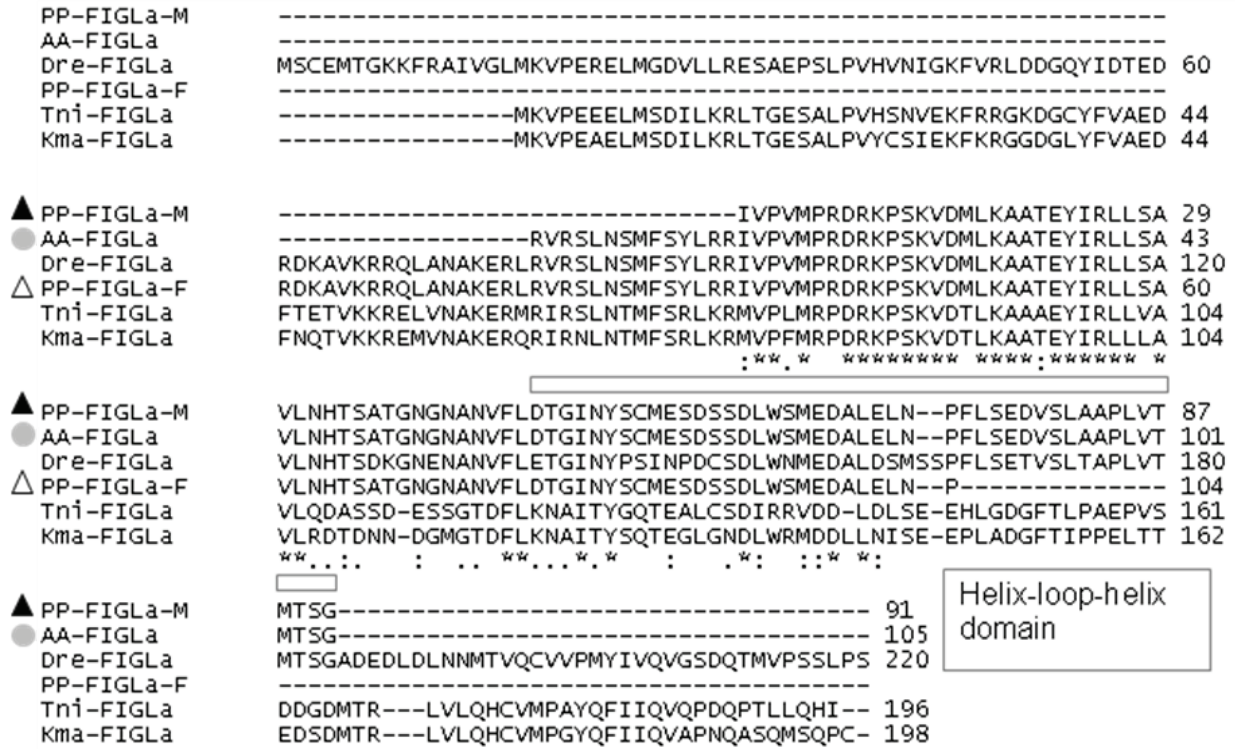 PP-FIGLa-M ------------------------------------------------------------
AA-FIGLa ------------------------------------------------------------
Dre-FIGLa MSCEMTGKKFRAIVGLMKVPERELMGDVLLRESAEPSLPVHVNIGKFVRLDDGQYIDTED 60
PP-FIGLa-F ------------------------------------------------------------
Tni-FIGLa ----------------MKVPEEELMSDILKRLTGESALPVHSNVEKFRRGKDGCYFVAED 44
Kma-FIGLa ----------------MKVPEAELMSDILKRLTGESALPVYCSIEKFKRGGDGLYFVAED 44
PP-FIGLa-M -------------------------------IVPVMPRDRKPSKVDMLKAATEYIRLLSA 29
AA-FIGLa -----------------RVRSLNSMFSYLRRIVPVMPRDRKPSKVDMLKAATEYIRLLSA 43
Dre-FIGLa RDKAVKRRQLANAKERLRVRSLNSMFSYLRRIVPVMPRDRKPSKVDMLKAATEYIRLLSA 120
PP-FIGLa-F RDKAVKRRQLANAKERLRVRSLNSMFSYLRRIVPVMPRDRKPSKVDMLKAATEYIRLLSA 60
Tni-FIGLa FTETVKKRELVNAKERMRIRSLNTMFSRLKRMVPLMRPDRKPSKVDTLKAAAEYIRLLVA 104
Kma-FIGLa FNQTVKKREMVNAKERQRIRNLNTMFSRLKRMVPFMRPDRKPSKVDTLKAATEYIRLLLA 104
:**.* ******** ****:****** *
PP-FIGLa-M VLNHTSATGNGNANVFLDTGINYSCMESDSSDLWSMEDALELN--PFLSEDVSLAAPLVT 87
AA-FIGLa VLNHTSATGNGNANVFLDTGINYSCMESDSSDLWSMEDALELN--PFLSEDVSLAAPLVT 101
Dre-FIGLa VLNHTSDKGNENANVFLETGINYPSINPDCSDLWNMEDALDSMSSPFLSETVSLTAPLVT 180
PP-FIGLa-F VLNHTSATGNGNANVFLDTGINYSCMESDSSDLWSMEDALELN--P-------------- 104
Tni-FIGLa VLQDASSD-ESSGTDFLKNAITYGQTEALCSDIRRVDD-LDLSE-EHLGDGFTLPAEPVS 161
Kma-FIGLa VLRDTDNN-DGMGTDFLKNAITYSQTEGLGNDLWRMDDLLNISE-EPLADGFTIPPELTT 162
**..:. : .. **...*.* : .*: ::* *:
PP-FIGLa-M MTSG------------------------------------ 91
AA-FIGLa MTSG------------------------------------ 105
Dre-FIGLa MTSGADEDLDLNNMTVQCVVPMYIVQVGSDQTMVPSSLPS 220
PP-FIGLa-F ----------------------------------------
Tni-FIGLa DDGDMTR---LVLQHCVMPAYQFIIQVQPDQPTLLQHI-- 196
Kma-FIGLa EDSDMTR---LVLQHCVMPGYQFIIQVAPNQASQMSQPC- 198
Helix-loop-helix
domain